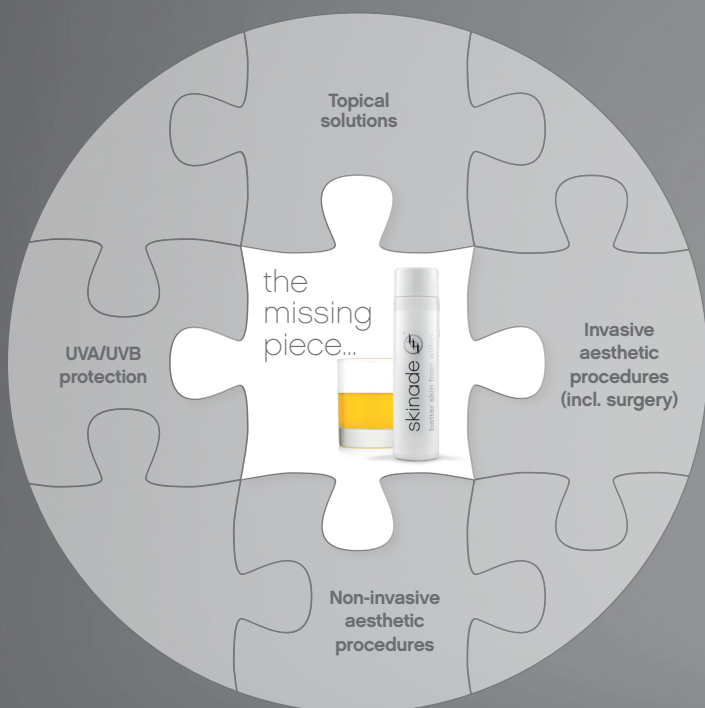 Topical
solutions
the
missing
piece...
UVA/UVB
protection
Invasive
aesthetic
procedures
(incl. surgery)
skinade
better skin from within
Non-invasive
aesthetic
procedures